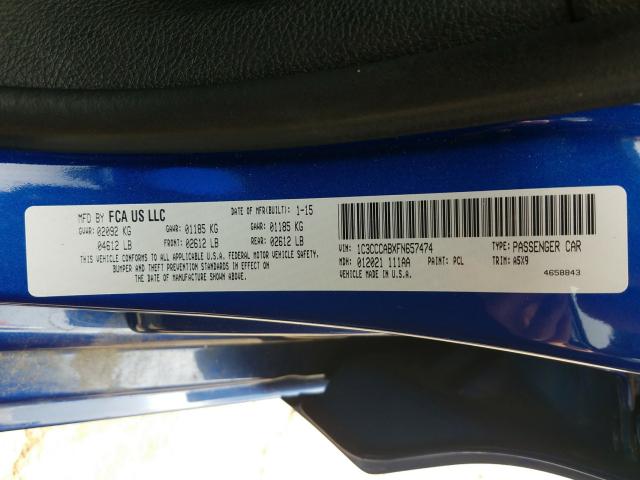 MFD BY FCA US LLC DATE OF MFR(BUILT): 1-15
GVWR: 02092 KG GAWR: 01185 KG GAWR: 01185 KG
04612 LB FRONT: 02612 LB REAR: 02612 LB
THIS VEHICLE CONFORMS TO ALL APPLICABLE U.S.A. FEDERAL MOTOR VEHICLE SAFETY,
BUMPER AND THEFT PREVENTION STANDARDS IN EFFECT ON
THE DATE OF MANUFACTURE SHOWN ABOVE.
VIN: 1C3CCCABXFN657474 TYPE: PASSENGER CAR
MDH: 012021 111AA PAINT: PCL TRIM: A5X9
VEHICLE MADE IN U.S.A. 4658843